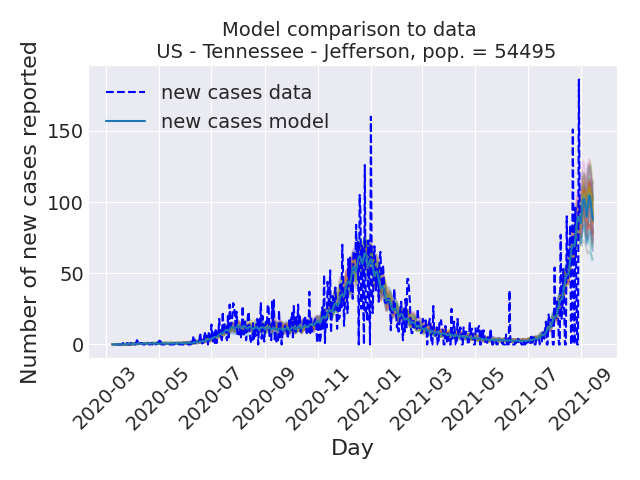 Model comparison to data
US - Tennessee - Jefferson, pop. = 54495
new cases data
new cases model
Number of new cases reported
150
100
50
0
2020-03
2020-05
2020-07
2020-09
2020-11
2021-01
2021-03
2021-05
2021-07
2021-09
Day